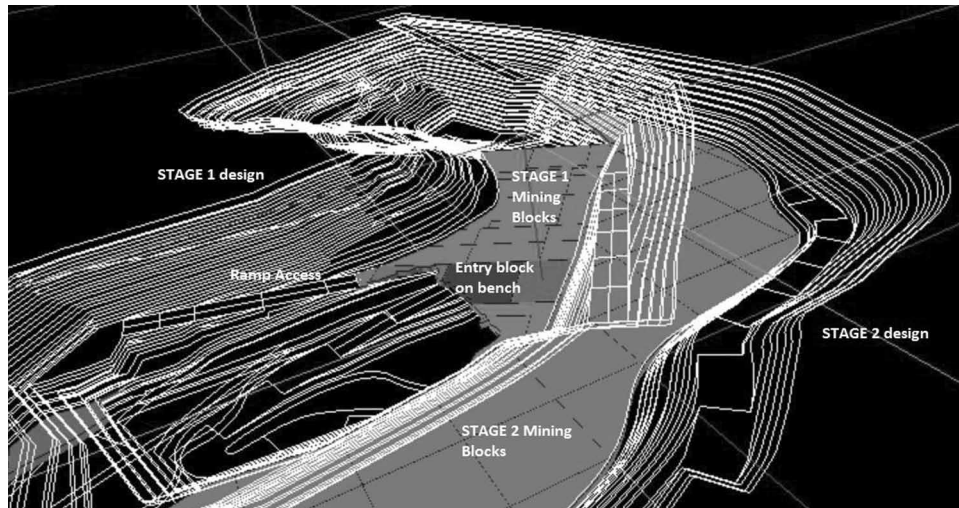 STAGE 1 design
STAGE 1
Mining
Blocks
Ramp Access
Entry block
on bench
STAGE 2 design
STAGE 2 Mining
Blocks